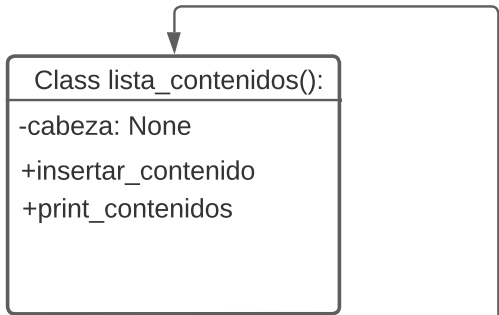 Class lista_contenidos():
-cabeza: None
+insertar_contenido
+print_contenidos